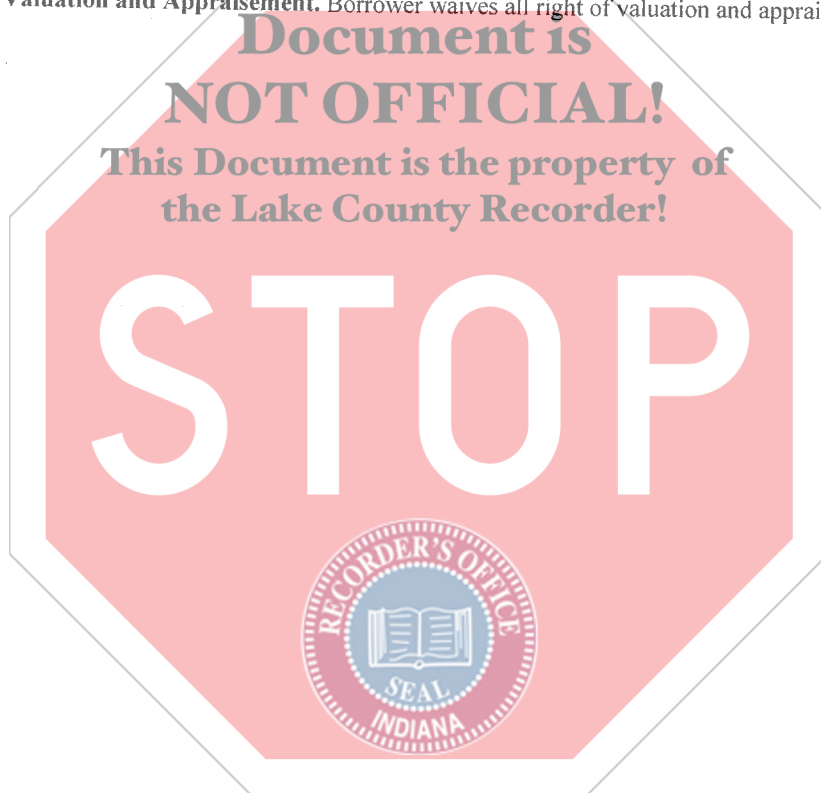 Valuation and Appraisement. Borrower waives all right of valuation and apprai
Document is
NOT OFFICIAL!
This Document is the property of
the Lake County Recorder!
STOP
RECORDER'S OFFICE
SEAL
INDIANA